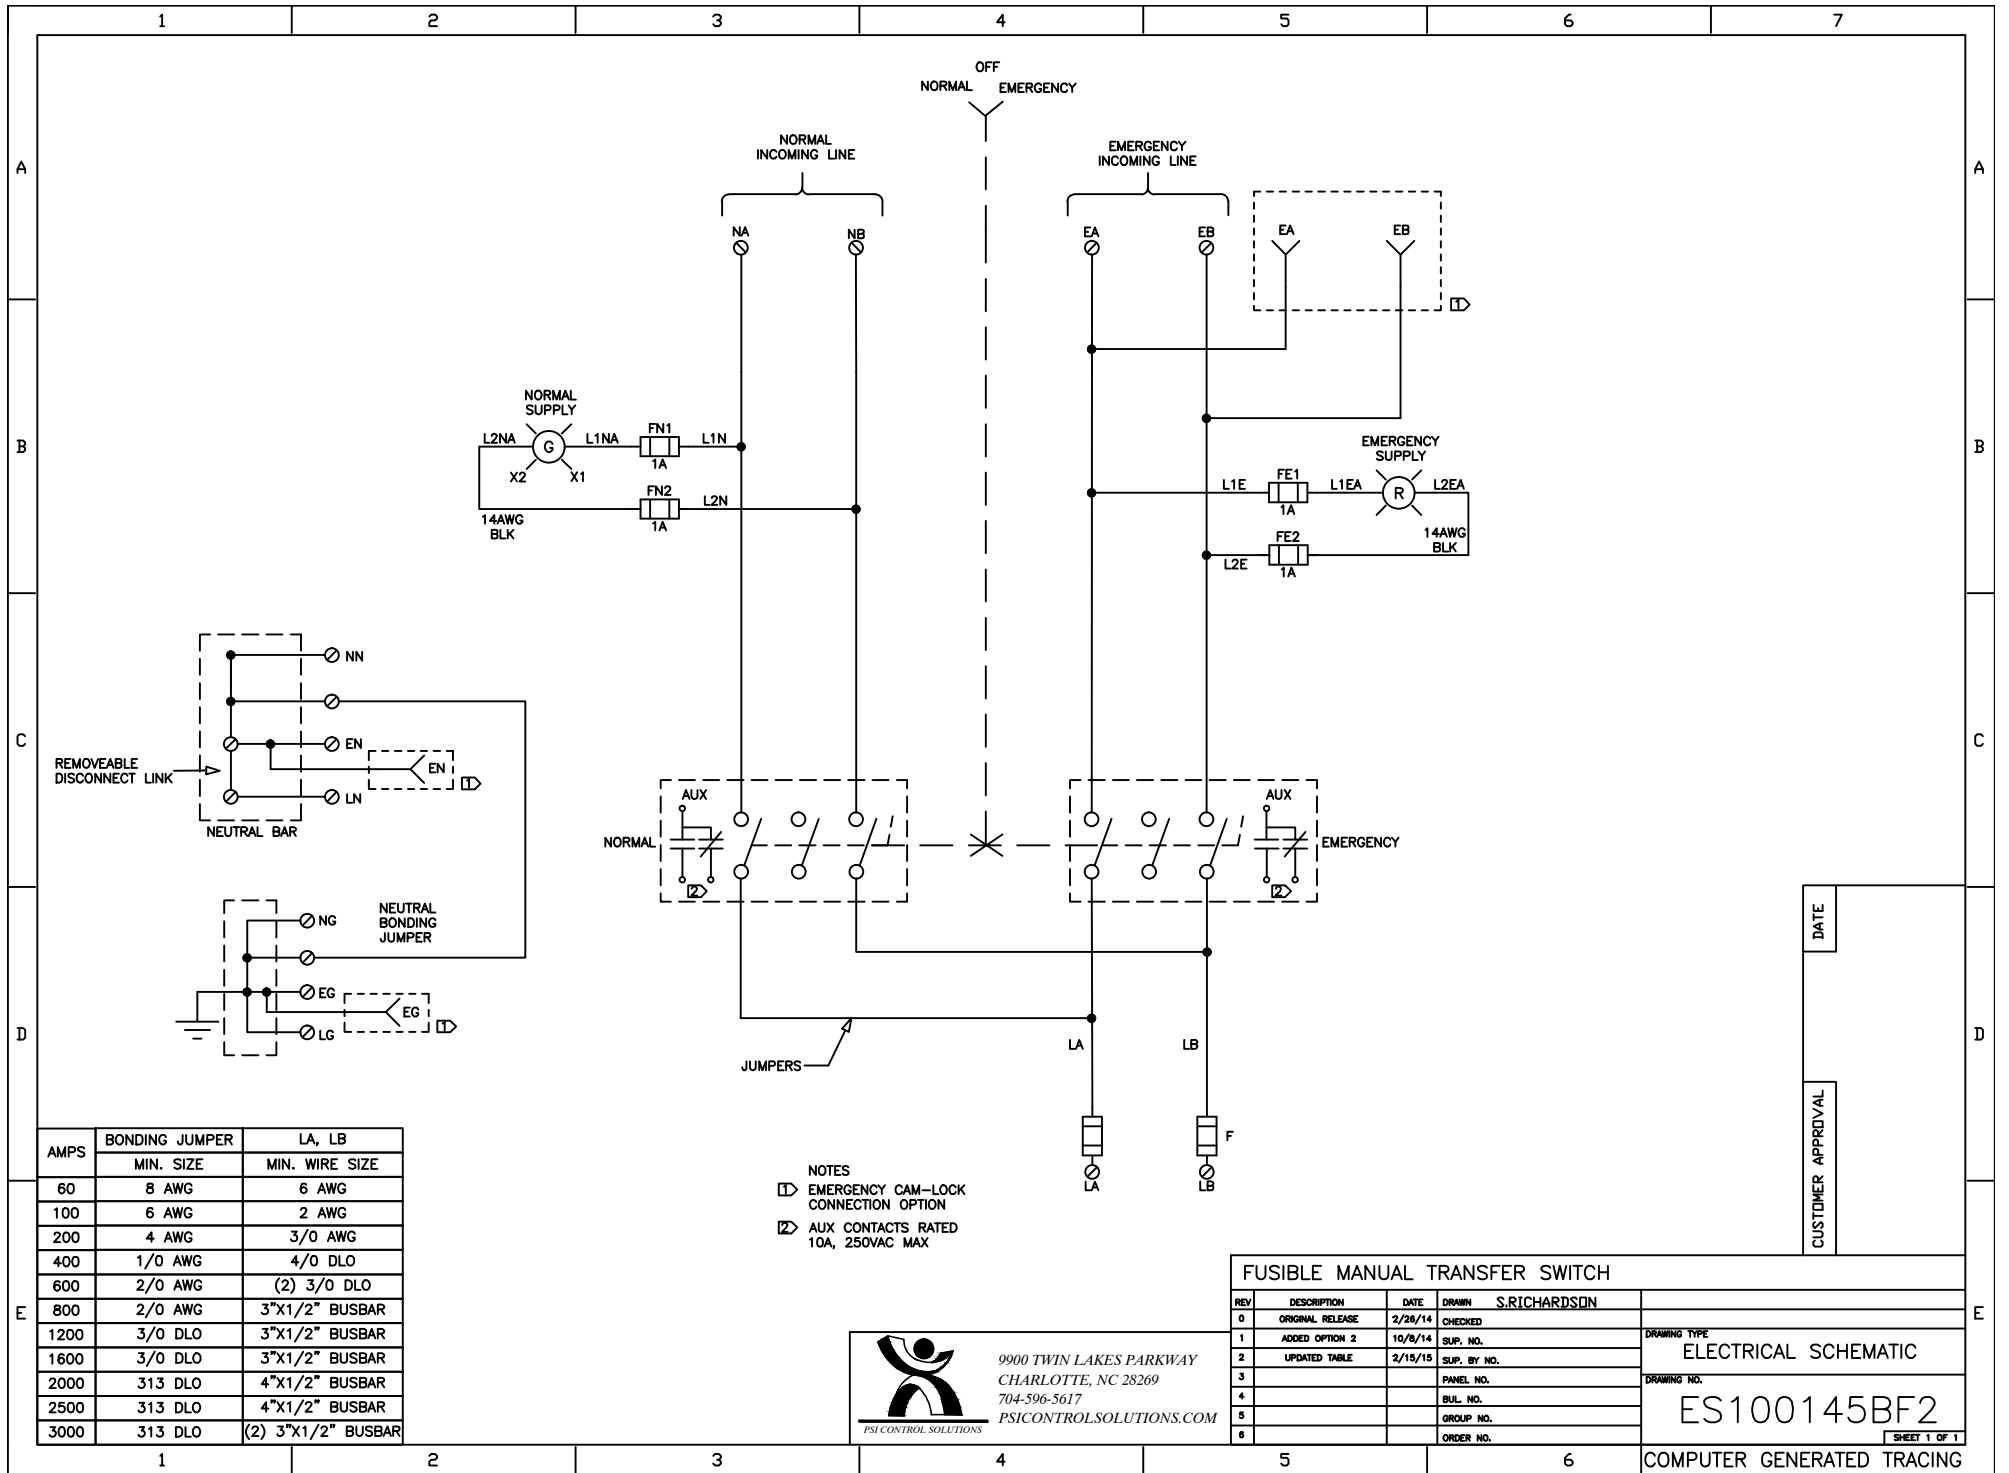 1 2 3 4 5 6 7
A A
B B
C C
D D
E E
OFF
NORMAL EMERGENCY
NORMAL
INCOMING LINE
EMERGENCY
INCOMING LINE
NA NB
EA EB
EA EB
1
NORMAL
SUPPLY
L2NA G L1NA FN1 L1N
X2 X1 1A
FN2 L2N
1A
14AWG
BLK
EMERGENCY
SUPPLY
L1E FE1 L1EA R L2EA
1A
FE2
L2E 1A
14AWG
BLK
NN
EN
EN
1
LN
REMOVEABLE
DISCONNECT LINK
NEUTRAL BAR
NORMAL AUX
2
AUX EMERGENCY
2
NG
NEUTRAL
BONDING
JUMPER
EG
EG
1
LG
JUMPERS
LA LB
F
LA LB
AMPS BONDING JUMPER LA, LB
MIN. SIZE MIN. WIRE SIZE
60 8 AWG 6 AWG
100 6 AWG 2 AWG
200 4 AWG 3/0 AWG
400 1/0 AWG 4/0 DLO
600 2/0 AWG (2) 3/0 DLO
800 2/0 AWG 3"X1/2" BUSBAR
1200 3/0 DLO 3"X1/2" BUSBAR
1600 3/0 DLO 3"X1/2" BUSBAR
2000 313 DLO 4"X1/2" BUSBAR
2500 313 DLO 4"X1/2" BUSBAR
3000 313 DLO (2) 3"X1/2" BUSBAR
NOTES
1 EMERGENCY CAM-LOCK
CONNECTION OPTION
2 AUX CONTACTS RATED
10A, 250VAC MAX
DATE
CUSTOMER APPROVAL
PSI CONTROL SOLUTIONS
9900 TWIN LAKES PARKWAY
CHARLOTTE, NC 28269
704-596-5617
PSICONTROLSOLUTIONS.COM
FUSIBLE MANUAL TRANSFER SWITCH
REV DESCRIPTION DATE DRAWN S.RICHARDSON
0 ORIGINAL RELEASE 2/26/14 CHECKED
1 ADDED OPTION 2 10/8/14 SUP. NO.
2 UPDATED TABLE 2/15/15 SUP. BY NO.
3 PANEL NO.
4 BUL. NO.
5 GROUP NO.
6 ORDER NO.
DRAWING TYPE
ELECTRICAL SCHEMATIC
DRAWING NO.
ES100145BF2
SHEET 1 OF 1
COMPUTER GENERATED TRACING
1 2 3 4 5 6